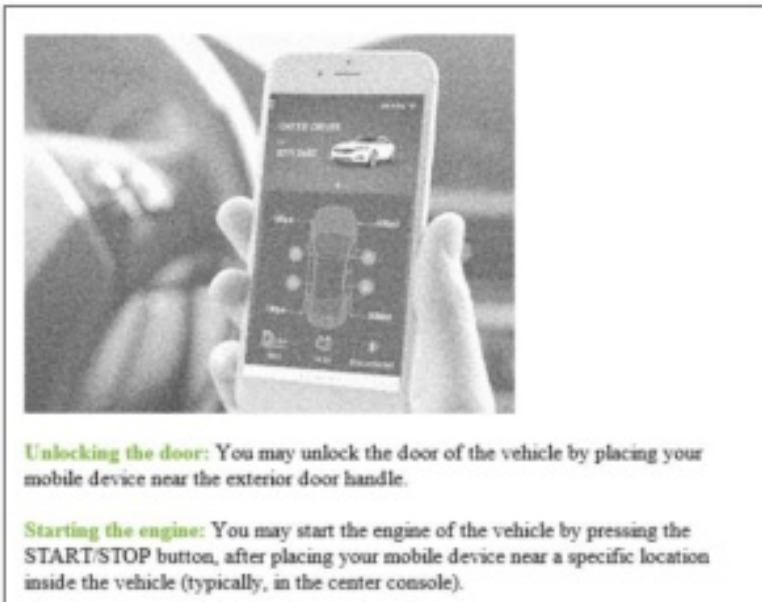 Unlocking the door: You may unlock the door of the vehicle by placing your
mobile device near the exterior door handle.
Starting the engine: You may start the engine of the vehicle by pressing the
START/STOP button, after placing your mobile device near a specific location
inside the vehicle (typically, in the center console).